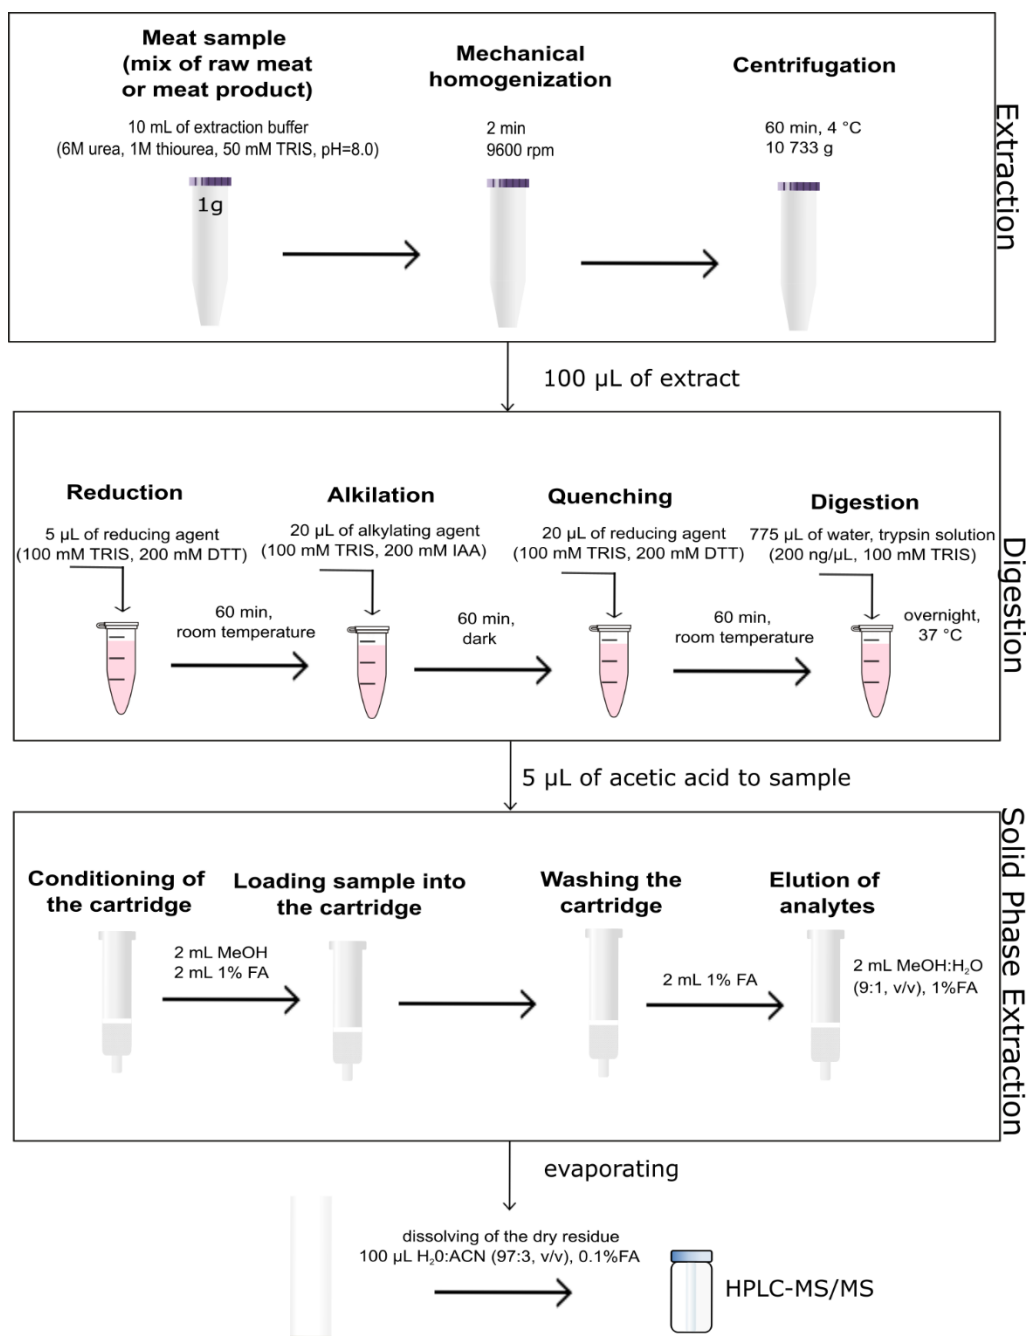 Meat sample
(mix of raw meat
or meat product)
10 mL of extraction buffer
(6M urea, 1M thiourea, 50 mM TRIS, pH=8.0)
1g
Mechanical
homogenization
2 min
9600 rpm
Centrifugation
60 min, 4 °C
10 733 g
Extraction
100 µL of extract
Reduction
5 µL of reducing agent
(100 mM TRIS, 200 mM DTT)
60 min,
room temperature
Alkilation
20 µL of alkylating agent
(100 mM TRIS, 200 mM IAA)
60 min,
dark
Quenching
20 µL of reducing agent
(100 mM TRIS, 200 mM DTT)
60 min,
room temperature
Digestion
775 µL of water, trypsin solution
(200 ng/µL, 100 mM TRIS)
overnight,
37 °C
Digestion
5 µL of acetic acid to sample
Conditioning of
the cartridge
2 mL MeOH
2 mL 1% FA
Loading sample into
the cartridge
Washing the
cartridge
2 mL 1% FA
Elution of
analytes
2 mL MeOH:H₂O
(9:1, v/v), 1%FA
Solid Phase Extraction
evaporating
dissolving of the dry residue
100 µL H₂0:ACN (97:3, v/v), 0.1%FA
HPLC-MS/MS